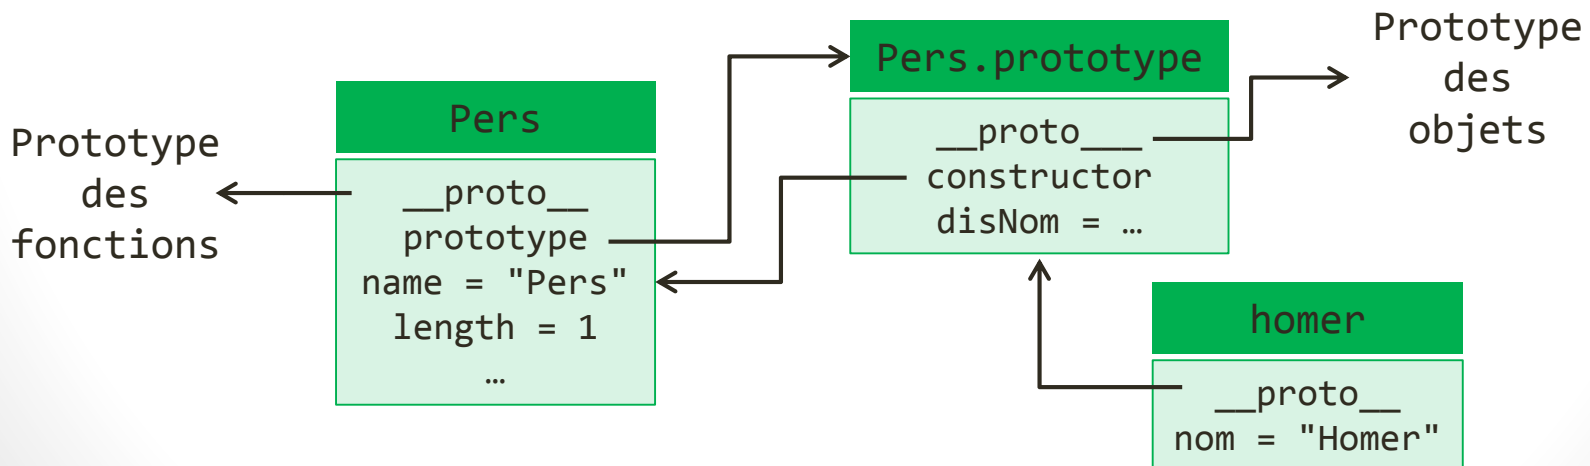 Prototype
des
fonctions
Pers
__proto__
prototype
name = "Pers"
length = 1
…
Pers.prototype
__proto___
constructor
disNom = …
Prototype
des
objets
homer
__proto__
nom = "Homer"